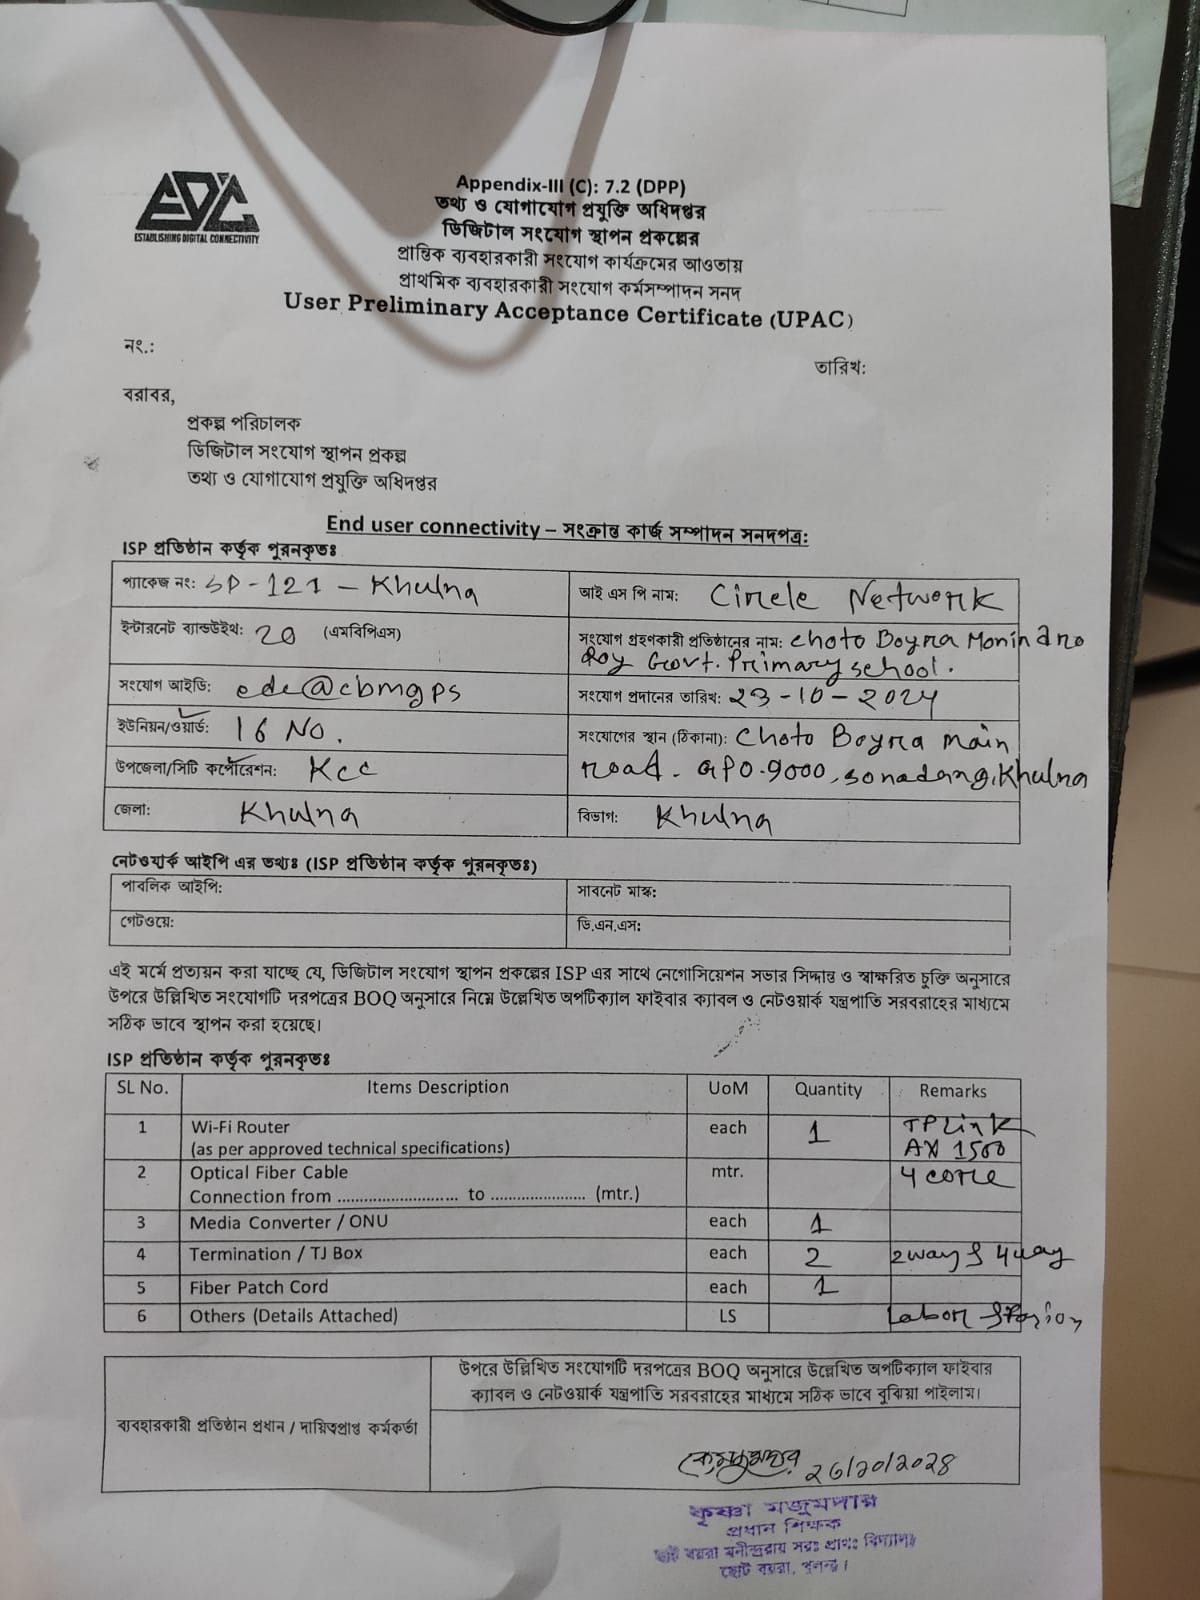 EDC
ESTABLISHING DIGITAL CONNECTIVITY
Appendix-III (C): 7.2 (DPP)
তথ্য ও যোগাযোগ প্রযুক্তি অধিদপ্তর
ডিজিটাল সংযোগ স্থাপন প্রকল্পের
প্রান্তিক ব্যবহারকারী সংযোগ কার্যক্রমের আওতায়
প্রাথমিক ব্যবহারকারী সংযোগ কর্মসম্পাদন সনদ
User Preliminary Acceptance Certificate (UPAC)
নং.:
তারিখ:
বরাবর,
প্রকল্প পরিচালক
ডিজিটাল সংযোগ স্থাপন প্রকল্প
তথ্য ও যোগাযোগ প্রযুক্তি অধিদপ্তর
End user connectivity – সংক্রান্ত কার্জ সম্পাদন সনদপত্র:
ISP প্রতিষ্ঠান কর্তৃক পুরনকৃতঃ
প্যাকেজ নং: SP-121 - Khulna
আই এস পি নাম: Circle Network
ইন্টারনেট ব্যান্ডউইথ: 20 (এমবিপিএস)
সংযোগ গ্রহণকারী প্রতিষ্ঠানের নাম: Choto Boyra Monindro
Roy Govt. Primary school.
সংযোগ আইডি: edc@cbmgps
সংযোগ প্রদানের তারিখ: 23-10-2024
ইউনিয়ন/ওয়ার্ড: 16 No.
সংযোগের স্থান (ঠিকানা): Choto Boyra Main
road. GPO.9000, sonadanga, Khulna
উপজেলা/সিটি কর্পোরেশন: Kcc
জেলা: Khulna
বিভাগ: Khulna
নেটওয়ার্ক আইপি এর তথ্যঃ (ISP প্রতিষ্ঠান কর্তৃক পুরনকৃতঃ)
পাবলিক আইপি:
সাবনেট মাস্ক:
গেটওয়ে:
ডি.এন.এস:
এই মর্মে প্রত্যয়ন করা যাচ্ছে যে, ডিজিটাল সংযোগ স্থাপন প্রকল্পের ISP এর সাথে নেগোসিয়েশন সভার সিদ্দান্ত ও স্বাক্ষরিত চুক্তি অনুসারে
উপরে উল্লিখিত সংযোগটি দরপত্রের BOQ অনুসারে নিম্নে উল্লেখিত অপটিক্যাল ফাইবার ক্যাবল ও নেটওয়ার্ক যন্ত্রপাতি সরবরাহের মাধ্যমে
সঠিক ভাবে স্থাপন করা হয়েছে।
ISP প্রতিষ্ঠান কর্তৃক পুরনকৃতঃ
SL No. Items Description UoM Quantity Remarks
1 Wi-Fi Router each 1 TP Link
(as per approved technical specifications) AX 1500
2 Optical Fiber Cable mtr. 4 core
Connection from ........................... to ..................... (mtr.)
3 Media Converter / ONU each 1
4 Termination / TJ Box each 2 2way & 4way
5 Fiber Patch Cord each 1
6 Others (Details Attached) LS Labor
উপরে উল্লিখিত সংযোগটি দরপত্রের BOQ অনুসারে উল্লেখিত অপটিক্যাল ফাইবার
ক্যাবল ও নেটওয়ার্ক যন্ত্রপাতি সরবরাহের মাধ্যমে সঠিক ভাবে বুঝিয়া পাইলাম।
ব্যবহারকারী প্রতিষ্ঠান প্রধান / দায়িত্বপ্রাপ্ত কর্মকর্তা
কৃষ্ণা মজুমদার
প্রধান শিক্ষক
ছোট বয়রা মনীন্দ্ররায় সরঃ প্রাথঃ বিদ্যালয়
ছোট বয়রা, খুলনা।